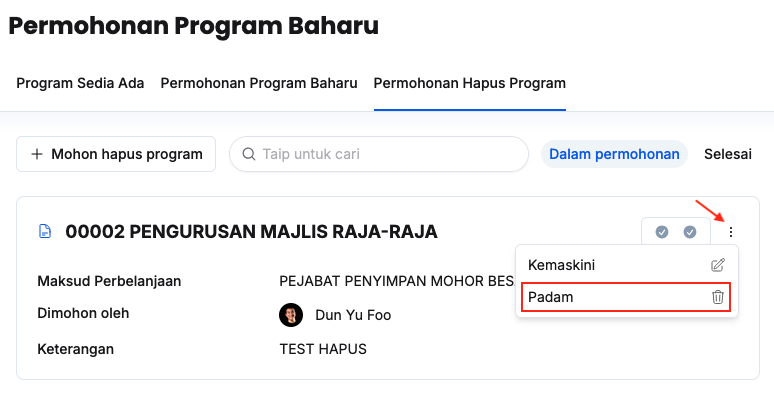 Permohonan Program Baharu
Program Sedia Ada Permohonan Program Baharu Permohonan Hapus Program
+ Mohon hapus program Taip untuk cari Dalam permohonan Selesai
00002 PENGURUSAN MAJLIS RAJA-RAJA
Kemaskini
Maksud Perbelanjaan PEJABAT PENYIMPAN MOHOR BES
Padam
Dimohon oleh Dun Yu Foo
Keterangan TEST HAPUS